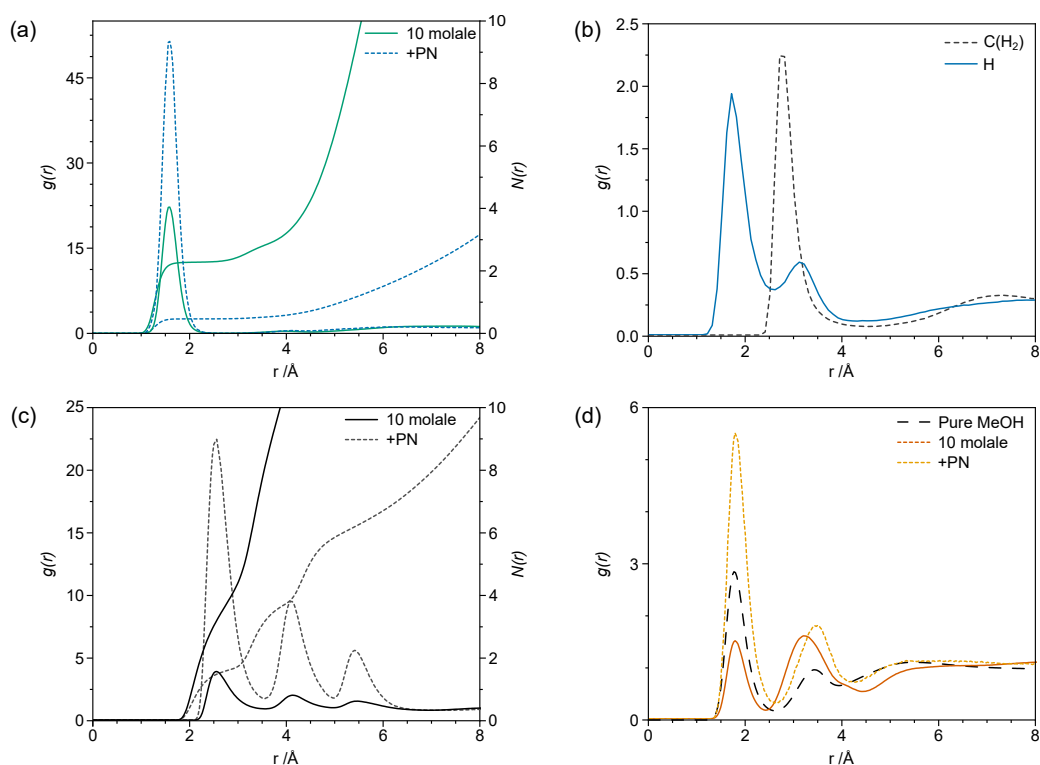 (a)
10 molale
+PN
g(r)
N(r)
55
45
30
15
0
10
8
6
4
2
0
0 2 4 6 8
r /Å
(b)
C(H₂)
H
g(r)
2.5
2.0
1.5
1.0
0.5
0.0
0 2 4 6 8
r /Å
(c)
10 molale
+PN
g(r)
N(r)
25
20
15
10
5
0
10
8
6
4
2
0
0 2 4 6 8
r /Å
(d)
Pure MeOH
10 molale
+PN
g(r)
6
3
0
0 2 4 6 8
r /Å